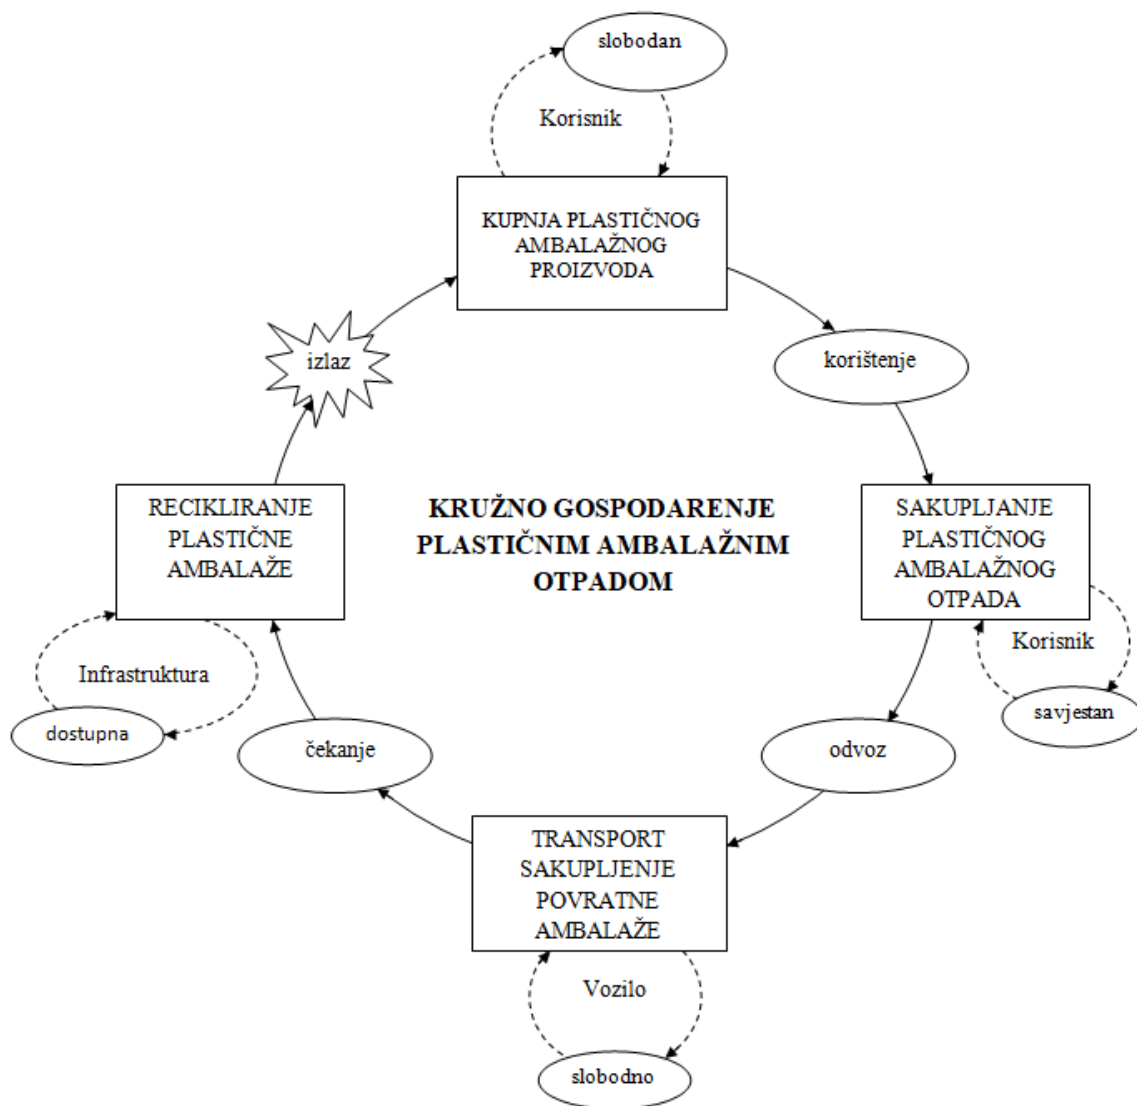 slobodan
Korisnik
KUPNJA PLASTIČNOG
AMBALAŽNOG
PROIZVODA
izlaz
korištenje
RECIKLIRANJE
PLASTIČNE
AMBALAŽE
KRUŽNO GOSPODARENJE
PLASTIČNIM AMBALAŽNIM
OTPADOM
SAKUPLJANJE
PLASTIČNOG
AMBALAŽNOG
OTPADA
Korisnik
savjestan
Infrastruktura
dostupna
čekanje
odvoz
TRANSPORT
SAKUPLJENJE
POVRATNE
AMBALAŽE
Vozilo
slobodno